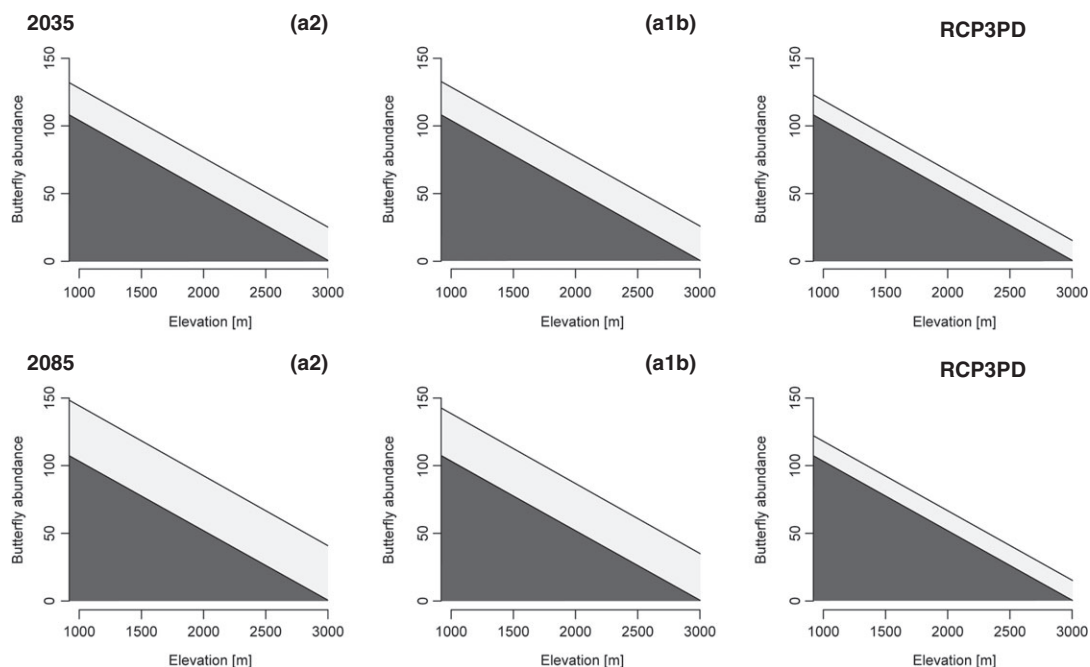 2035 (a2) (a1b) RCP3PD
150 150 150
100 100 100
50 50 50
0 0 0
Butterfly abundance Butterfly abundance Butterfly abundance
1000 1500 2000 2500 3000 1000 1500 2000 2500 3000 1000 1500 2000 2500 3000
Elevation [m] Elevation [m] Elevation [m]
2085 (a2) (a1b) RCP3PD
150 150 150
100 100 100
50 50 50
0 0 0
Butterfly abundance Butterfly abundance Butterfly abundance
1000 1500 2000 2500 3000 1000 1500 2000 2500 3000 1000 1500 2000 2500 3000
Elevation [m] Elevation [m] Elevation [m]